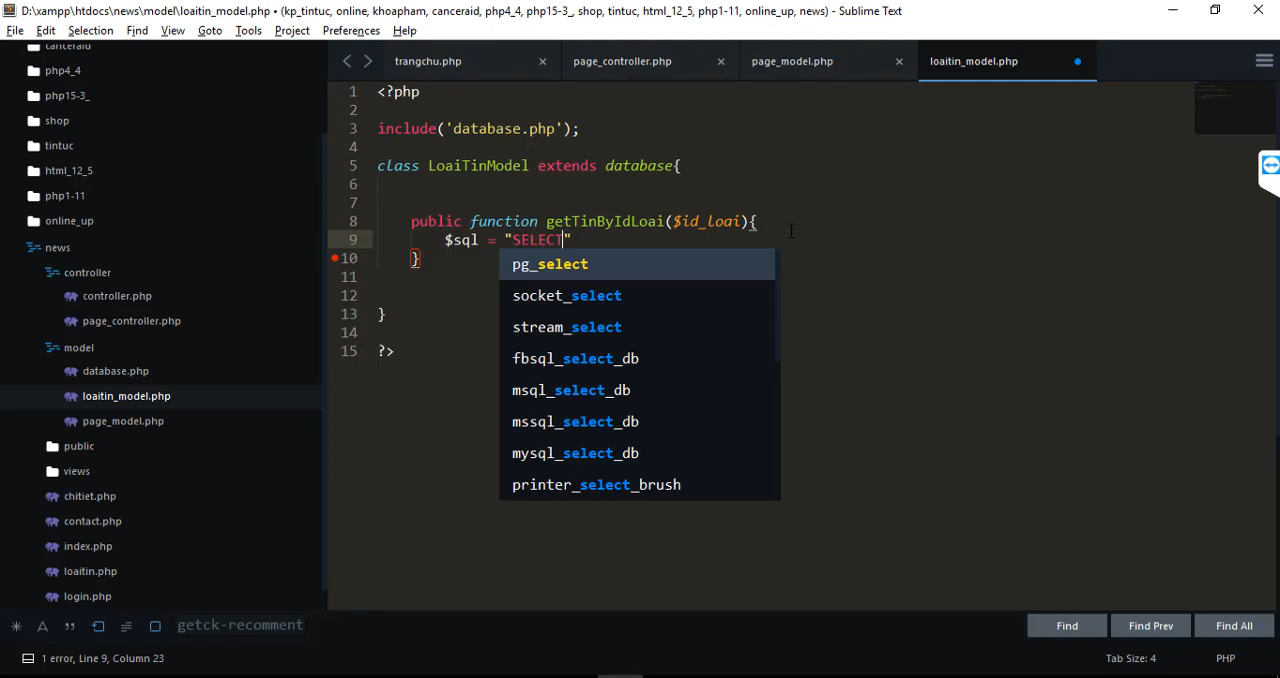 D:\xampp\htdocs\news\model\loaitin_model.php • (kp_tintuc, online, khoapham, canceraid, php4_4, php15-3_, shop, tintuc, html_12_5, php1-11, online_up, news) - Sublime Text
File Edit Selection Find View Goto Tools Project Preferences Help
canceraid
php4_4
php15-3_
shop
tintuc
html_12_5
php1-11
online_up
news
controller
controller.php
page_controller.php
model
database.php
loaitin_model.php
page_model.php
public
views
chitiet.php
contact.php
index.php
loaitin.php
login.php
trangchu.php page_controller.php page_model.php loaitin_model.php
1 <?php
2
3 include('database.php');
4
5 class LoaiTinModel extends database{
6
7
8 public function getTinByIdLoai($id_loai){
9 $sql = "SELECT"
10 }
11
12
13 }
14
15 ?>
pg_select
socket_select
stream_select
fbsql_select_db
msql_select_db
mssql_select_db
mysql_select_db
printer_select_brush
getck-recomment Find Find Prev Find All
1 error, Line 9, Column 23 Tab Size: 4 PHP